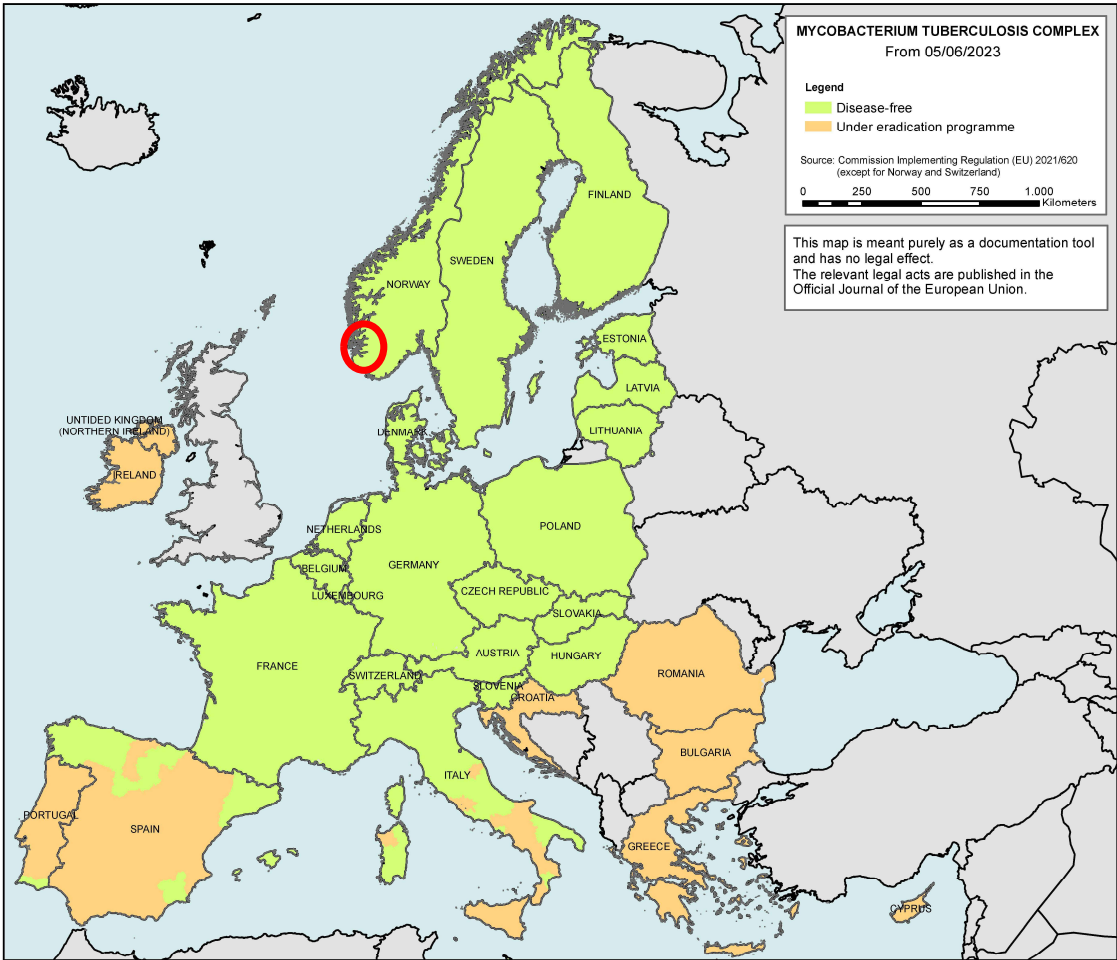 MYCOBACTERIUM TUBERCULOSIS COMPLEX
From 05/06/2023
Legend
Disease-free
Under eradication programme
Source: Commission Implementing Regulation (EU) 2021/620
(except for Norway and Switzerland)
0 250 500 750 1.000
Kilometers
This map is meant purely as a documentation tool
and has no legal effect.
The relevant legal acts are published in the
Official Journal of the European Union.
FINLAND
SWEDEN
NORWAY
ESTONIA
LATVIA
LITHUANIA
DENMARK
UNTIDED KINGDOM
(NORTHERN IRELAND)
IRELAND
NETHERLANDS
POLAND
BELGIUM
GERMANY
LUXEMBOURG
CZECH REPUBLIC
SLOVAKIA
AUSTRIA
HUNGARY
FRANCE
SWITZERLAND
SLOVENIA
CROATIA
ROMANIA
BULGARIA
ITALY
PORTUGAL
SPAIN
GREECE
CYPRUS